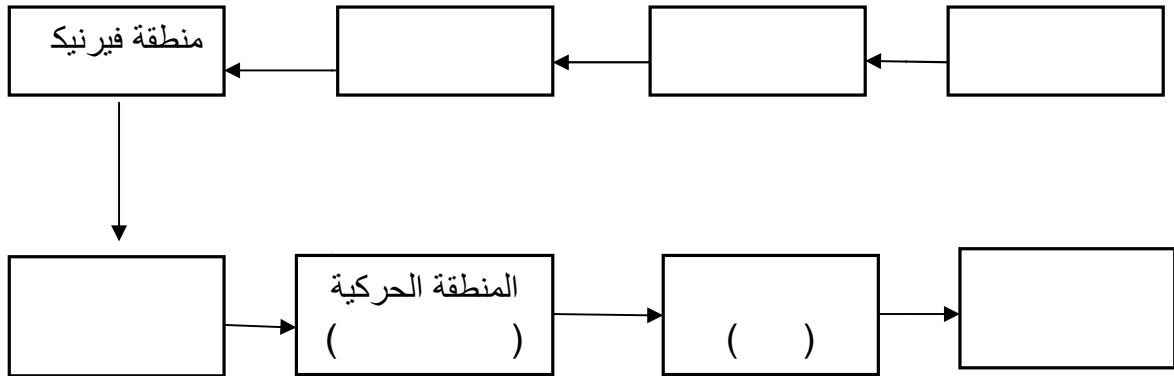 منطقة فيرنيك
المنطقة الحركية
(                )
(     )